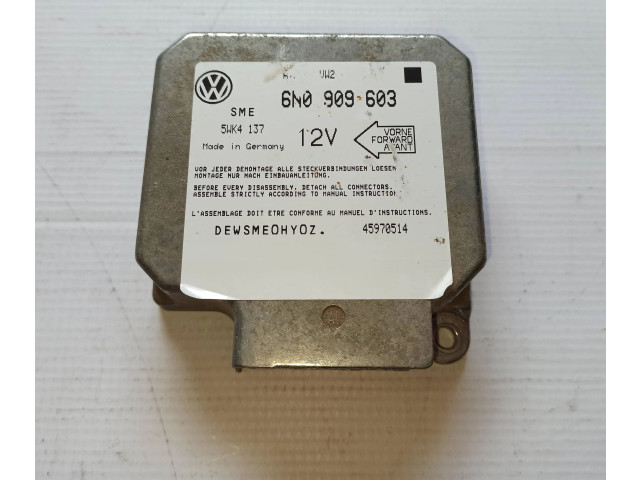 VW2
6N0 909 603
SME
5WK4 137
12V
VORNE
FORWARD
AVANT
Made in Germany
VOR JEDER DEMONTAGE ALLE STECKVERBINDUNGEN LOESEN
MONTAGE NUR NACH EINBAUANLEITUNG.
BEFORE EVERY DISASSEMBLY, DETACH ALL CONNECTORS.
ASSEMBLE STRICTLY ACCORDING TO MANUAL INSTRUCTION
L'ASSEMBLAGE DOIT ETRE CONFORME AU MANUEL D'INSTRUCTIONS.
DEWSMEOHYOZ. 45970514